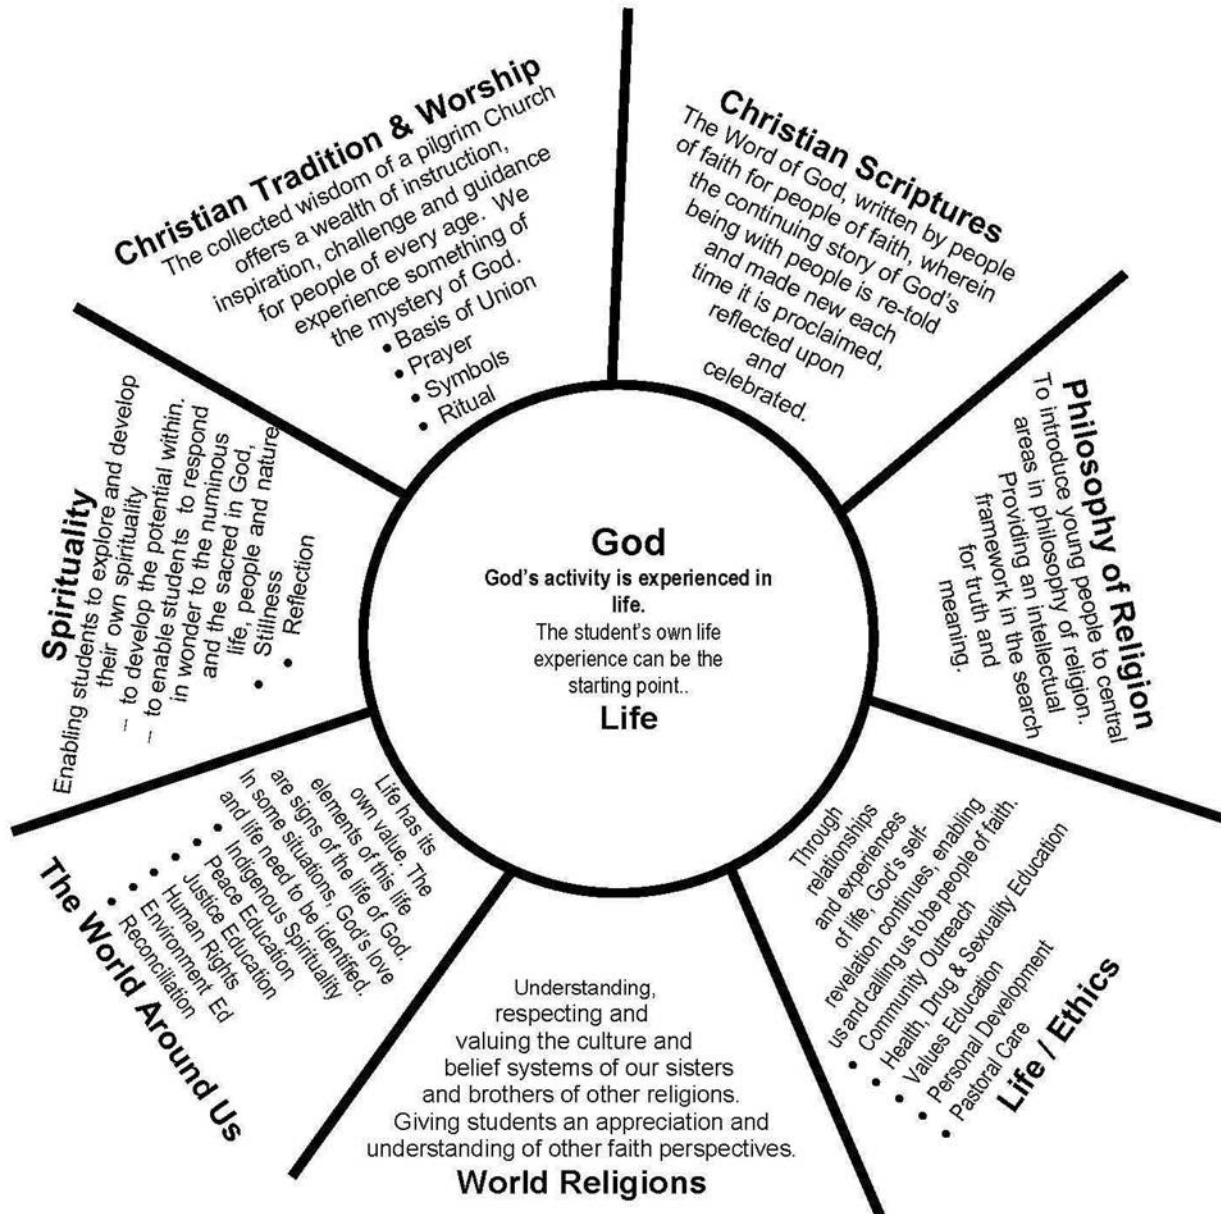 Christian Tradition & Worship
The collected wisdom of a pilgrim Church
offers a wealth of instruction,
inspiration, challenge and guidance
for people of every age. We
experience something of
the mystery of God.
• Basis of Union
• Prayer
• Symbols
• Ritual
Christian Scriptures
The Word of God, written by people
of faith for people of faith, wherein
the continuing story of God's
being with people is re-told
and made new each
time it is proclaimed,
reflected upon
and
celebrated.
Philosophy of Religion
To introduce young people to central
areas in philosophy of religion.
Providing an intellectual
framework in the search
for truth and
meaning.
Through
relationships
and experiences
of life, God's self-
revelation continues, enabling
us and calling us to be people of faith.
• Community Outreach
• Health, Drug & Sexuality Education
• Values Education
• Personal Development
• Pastoral Care
Life / Ethics
Understanding,
respecting and
valuing the culture and
belief systems of our sisters
and brothers of other religions.
Giving students an appreciation and
understanding of other faith perspectives.
World Religions
Life has its
own value. The
elements of this life
are signs of the life of God.
In some situations, God's love
and life need to be identified.
• Indigenous Spirituality
• Peace Education
• Justice Education
• Human Rights
• Environment Ed
• Reconciliation
The World Around Us
Spirituality
Enabling students to explore and develop
their own spirituality
– to develop the potential within.
– to enable students to respond
in wonder to the numinous
and the sacred in God,
life, people and nature
• Stillness
• Reflection
God
God's activity is experienced in
life.
The student's own life
experience can be the
starting point..
Life